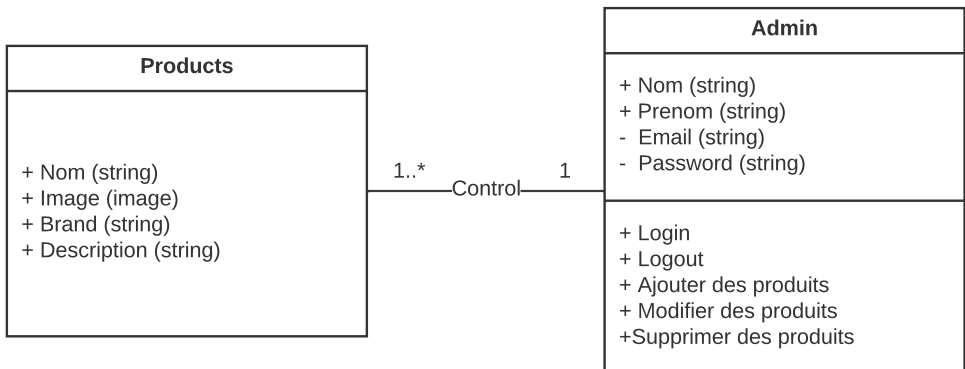 Products
+ Nom (string)
+ Image (image)
+ Brand (string)
+ Description (string)
1..*
Control
1
Admin
+ Nom (string)
+ Prenom (string)
-  Email (string)
-  Password (string)
+ Login
+ Logout
+ Ajouter des produits
+ Modifier des produits
+Supprimer des produits